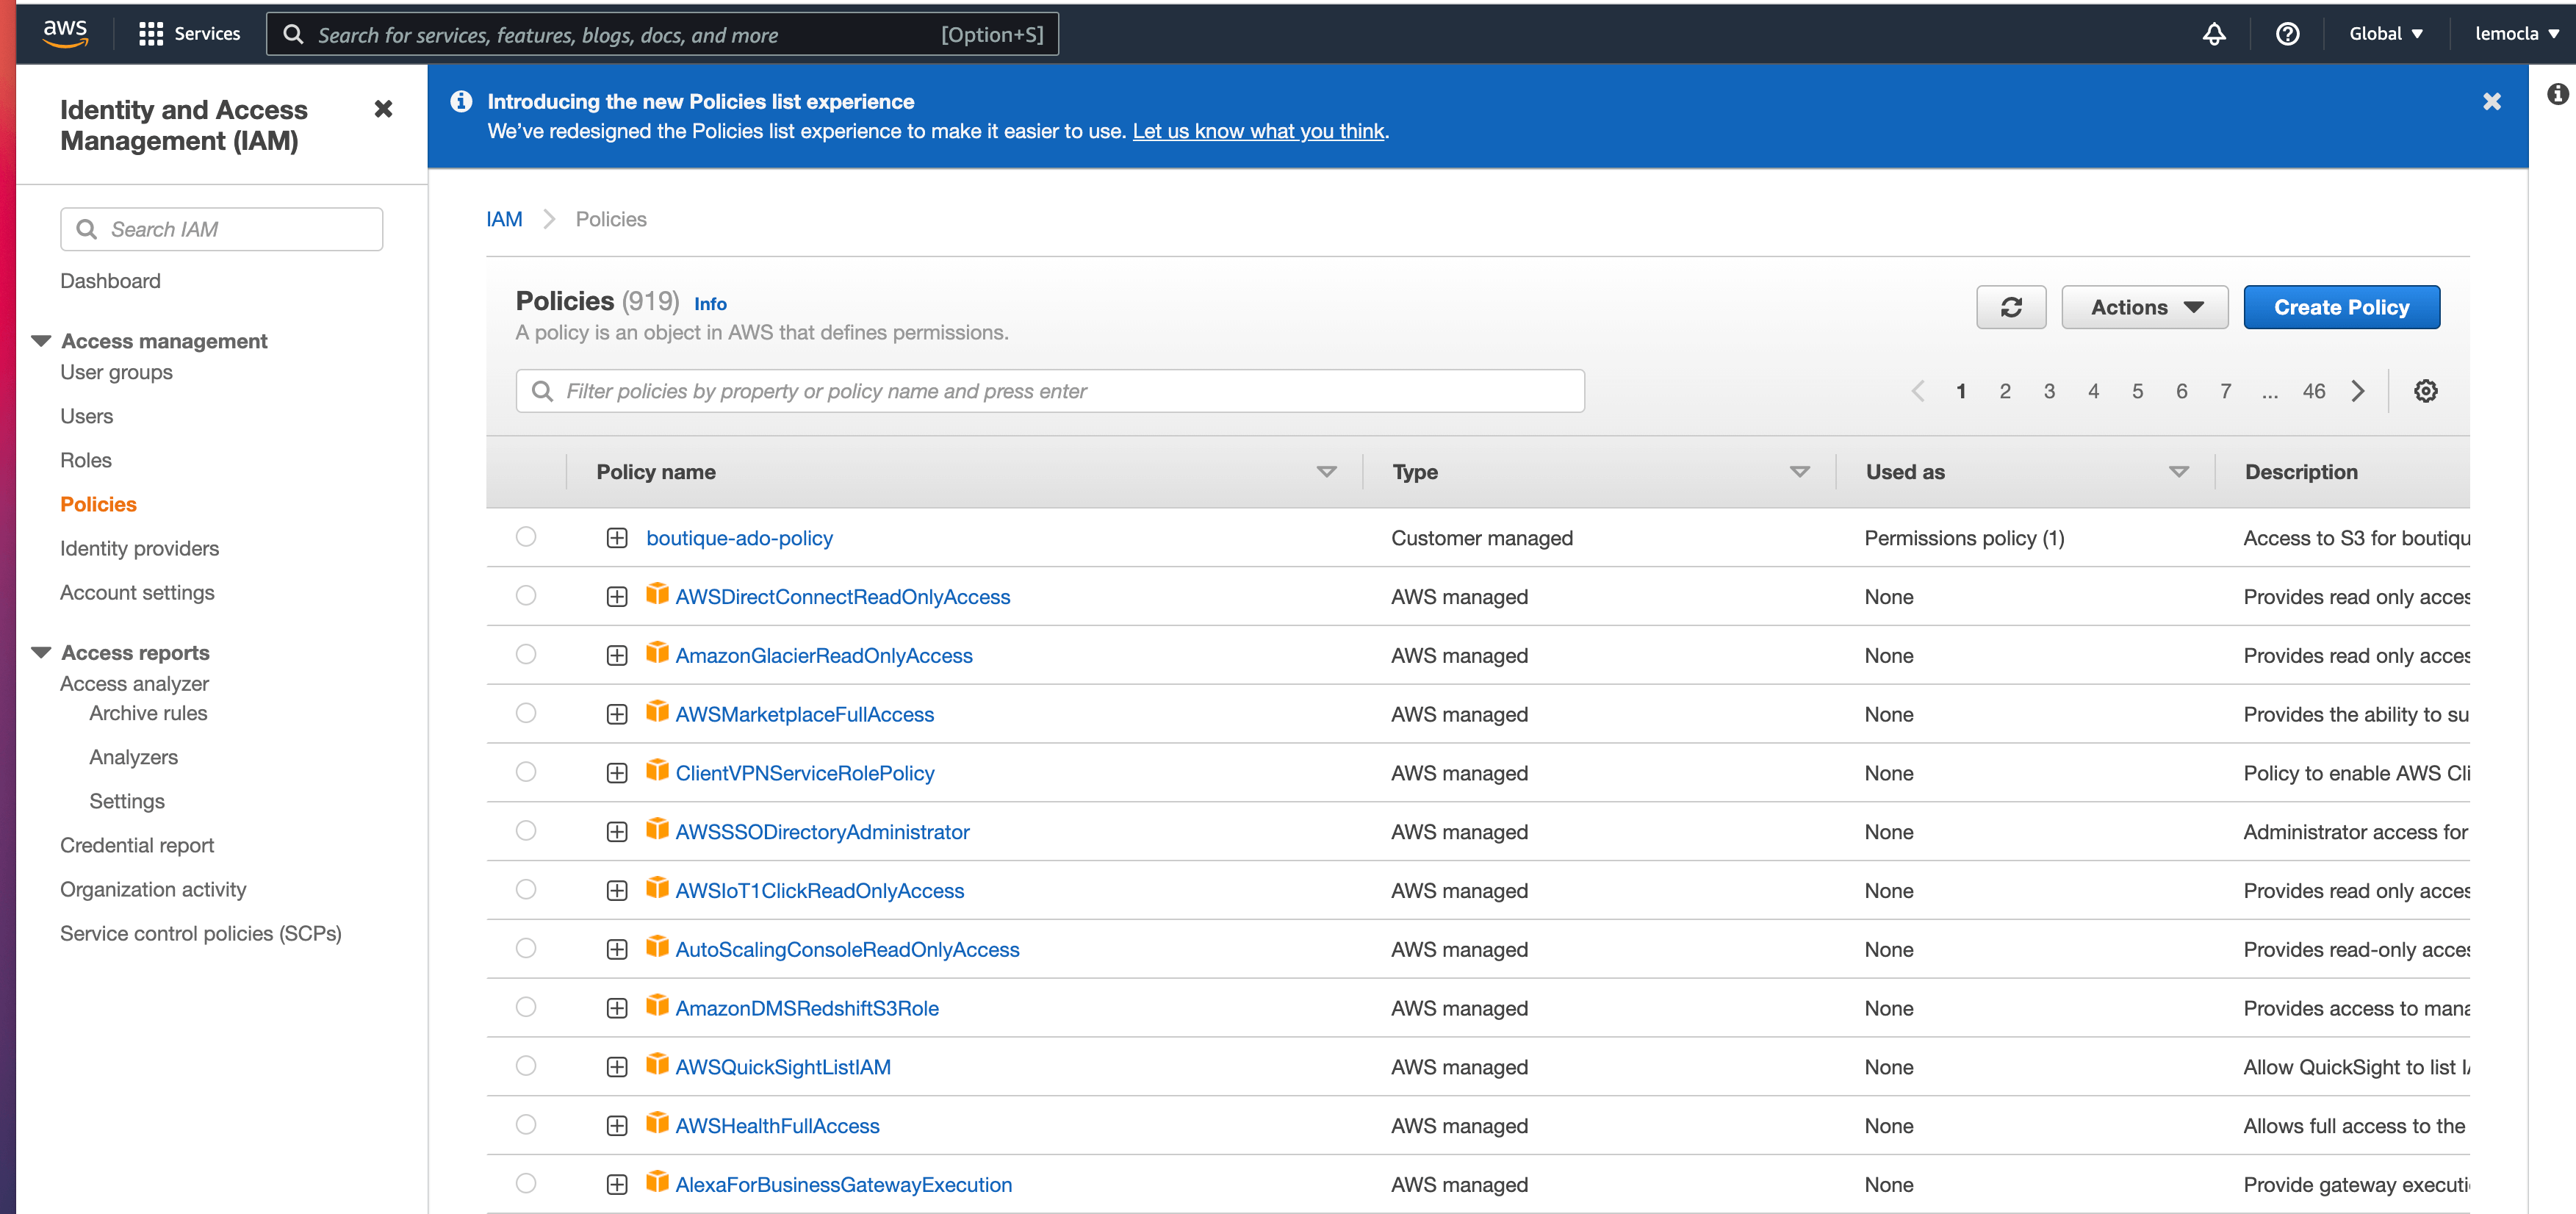 aws Services Search for services, features, blogs, docs, and more [Option+S] Global lemocla
Identity and Access
Management (IAM)
Search IAM
Dashboard
Access management
User groups
Users
Roles
Policies
Identity providers
Account settings
Access reports
Access analyzer
Archive rules
Analyzers
Settings
Credential report
Organization activity
Service control policies (SCPs)
Introducing the new Policies list experience
We've redesigned the Policies list experience to make it easier to use. Let us know what you think.
IAM Policies
Policies (919) Info
A policy is an object in AWS that defines permissions.
Actions Create Policy
Filter policies by property or policy name and press enter
1 2 3 4 5 6 7 ... 46
Policy name Type Used as Description
boutique-ado-policy Customer managed Permissions policy (1) Access to S3 for boutiqu
AWSDirectConnectReadOnlyAccess AWS managed None Provides read only acces
AmazonGlacierReadOnlyAccess AWS managed None Provides read only acces
AWSMarketplaceFullAccess AWS managed None Provides the ability to su
ClientVPNServiceRolePolicy AWS managed None Policy to enable AWS Cli
AWSSSODirectoryAdministrator AWS managed None Administrator access for
AWSIoT1ClickReadOnlyAccess AWS managed None Provides read only acces
AutoScalingConsoleReadOnlyAccess AWS managed None Provides read-only acces
AmazonDMSRedshiftS3Role AWS managed None Provides access to mana
AWSQuickSightListIAM AWS managed None Allow QuickSight to list IA
AWSHealthFullAccess AWS managed None Allows full access to the
AlexaForBusinessGatewayExecution AWS managed None Provide gateway executi